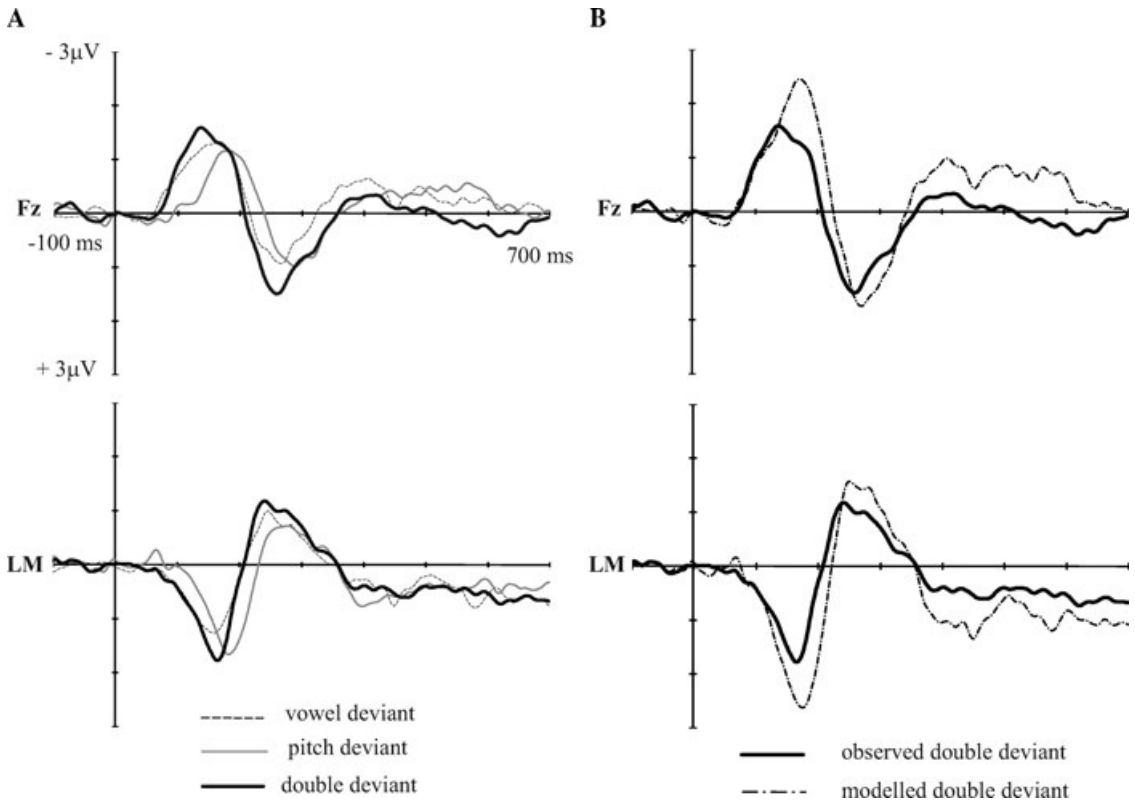 A
B
- 3µV
Fz
-100 ms
700 ms
+ 3µV
Fz
LM
LM
vowel deviant
pitch deviant
double deviant
observed double deviant
modelled double deviant